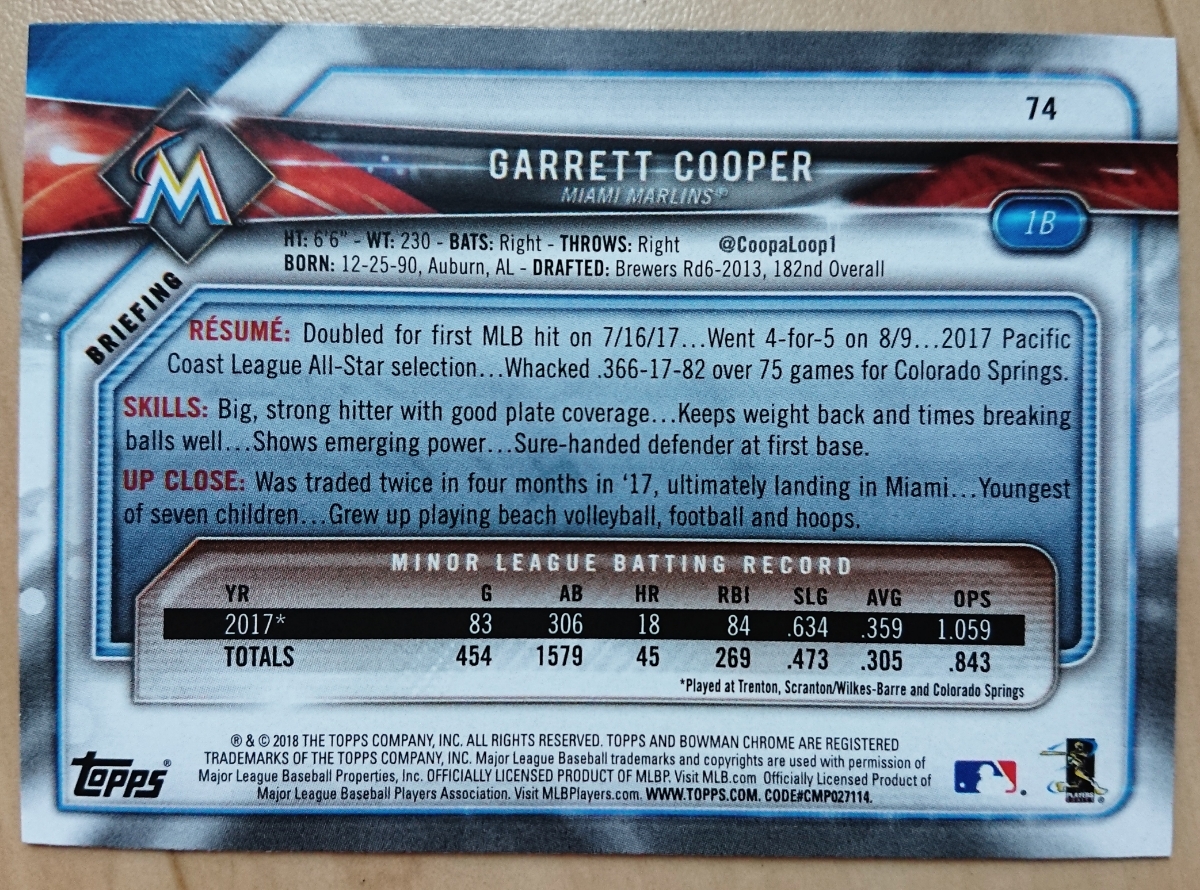 74
GARRETT COOPER
MIAMI MARLINS®
1B
HT: 6'6" - WT: 230 - BATS: Right - THROWS: Right @CoopaLoop1
BORN: 12-25-90, Auburn, AL - DRAFTED: Brewers Rd6-2013, 182nd Overall
BRIEFING
RÉSUMÉ: Doubled for first MLB hit on 7/16/17...Went 4-for-5 on 8/9...2017 Pacific
Coast League All-Star selection...Whacked .366-17-82 over 75 games for Colorado Springs.
SKILLS: Big, strong hitter with good plate coverage...Keeps weight back and times breaking
balls well...Shows emerging power...Sure-handed defender at first base.
UP CLOSE: Was traded twice in four months in '17, ultimately landing in Miami...Youngest
of seven children...Grew up playing beach volleyball, football and hoops.
MINOR LEAGUE BATTING RECORD
YR G AB HR RBI SLG AVG OPS
2017* 83 306 18 84 .634 .359 1.059
TOTALS 454 1579 45 269 .473 .305 .843
*Played at Trenton, Scranton/Wilkes-Barre and Colorado Springs
® & © 2018 THE TOPPS COMPANY, INC. ALL RIGHTS RESERVED. TOPPS AND BOWMAN CHROME ARE REGISTERED
TRADEMARKS OF THE TOPPS COMPANY, INC. Major League Baseball trademarks and copyrights are used with permission of
Major League Baseball Properties, Inc. OFFICIALLY LICENSED PRODUCT OF MLBP. Visit MLB.com Officially Licensed Product of
Major League Baseball Players Association. Visit MLBPlayers.com. WWW.TOPPS.COM. CODE#CMP027114.
TOPPS®
PLAYERS